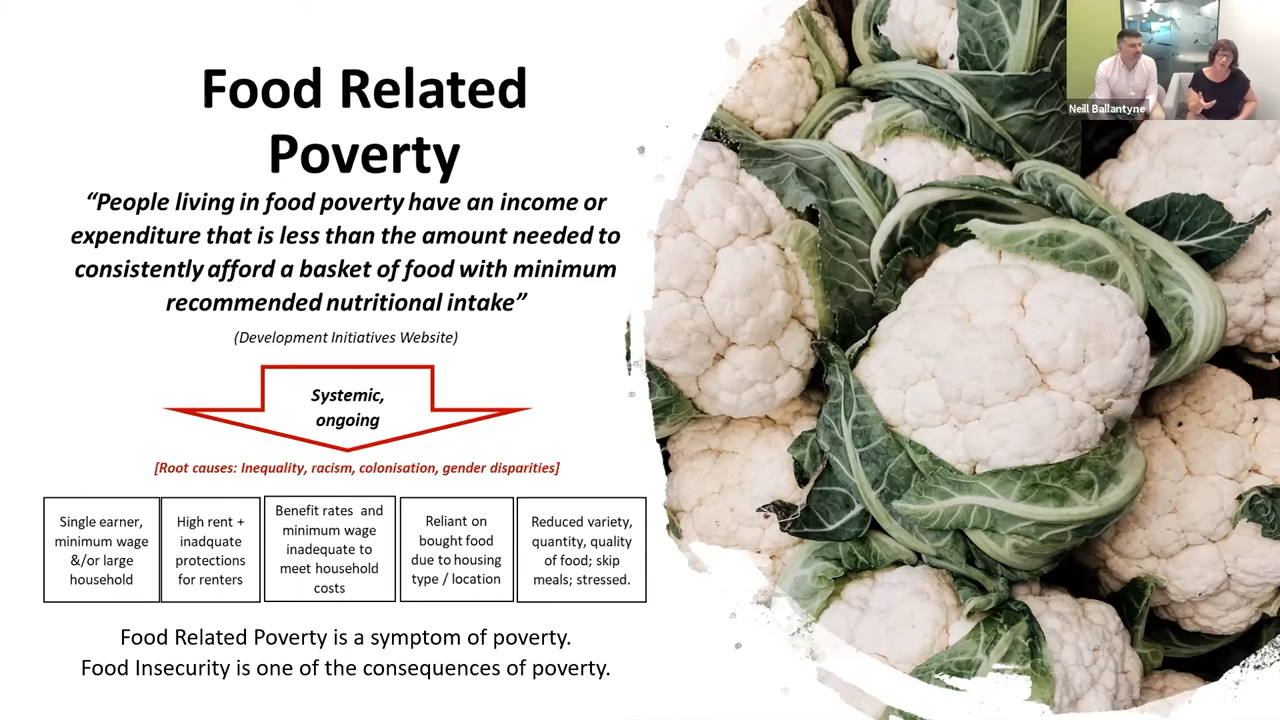 Food Related
Poverty
“People living in food poverty have an income or
expenditure that is less than the amount needed to
consistently afford a basket of food with minimum
recommended nutritional intake”
(Development Initiatives Website)
Systemic,
ongoing
[Root causes: Inequality, racism, colonisation, gender disparities]
Single earner,
minimum wage
&/or large
household
High rent +
inadquate
protections
for renters
Benefit rates and
minimum wage
inadequate to
meet household
costs
Reliant on
bought food
due to housing
type / location
Reduced variety,
quantity, quality
of food; skip
meals; stressed.
Food Related Poverty is a symptom of poverty.
Food Insecurity is one of the consequences of poverty.
Neill Ballantyne